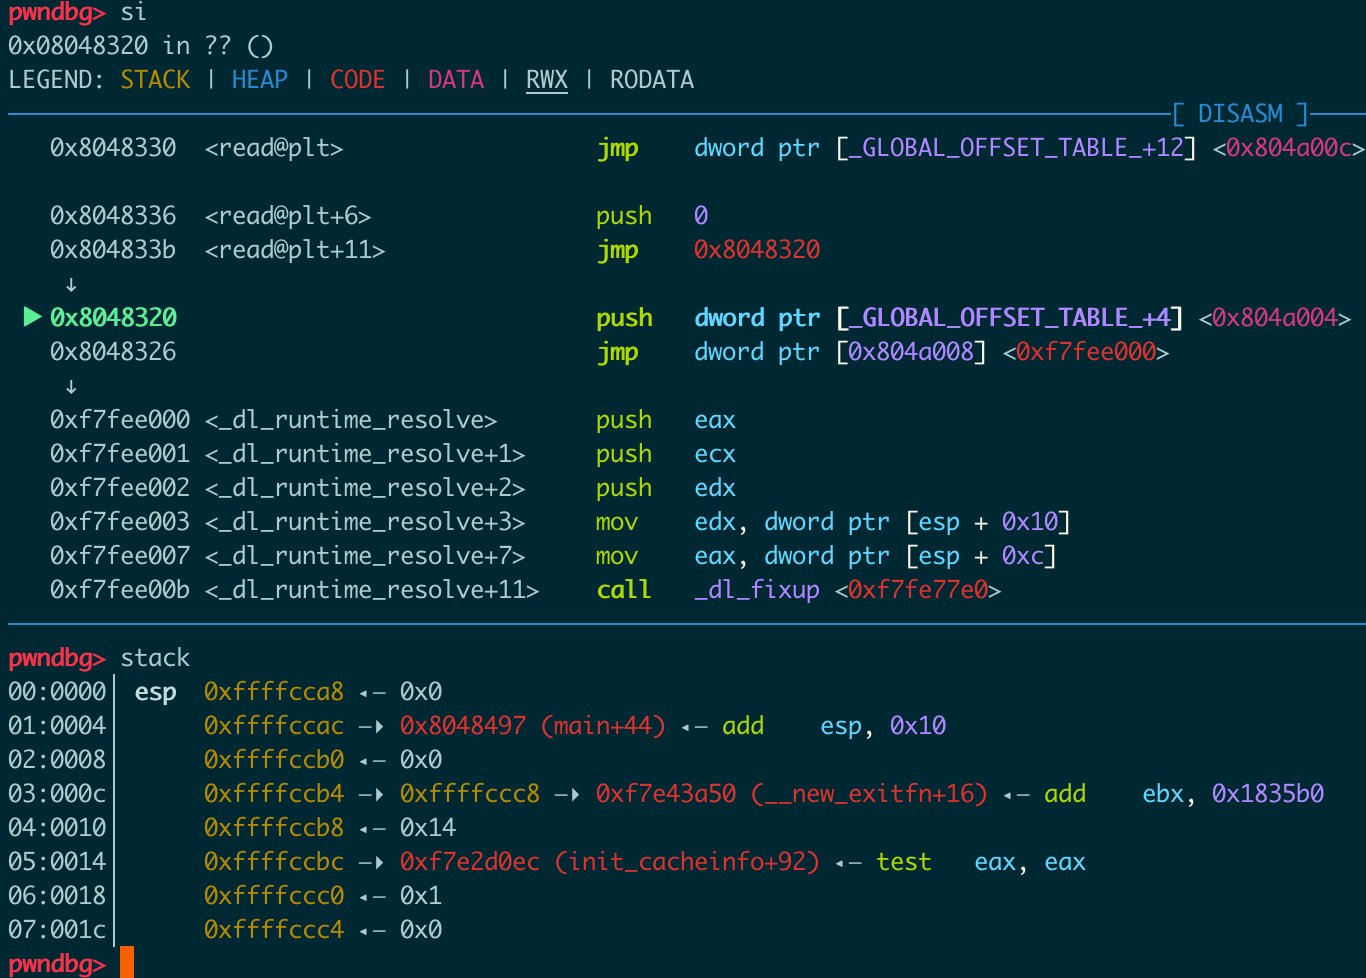 pwndbg> si
0x08048320 in ?? ()
LEGEND: STACK | HEAP | CODE | DATA | RWX | RODATA
[ DISASM ]
0x8048330 <read@plt> jmp dword ptr [_GLOBAL_OFFSET_TABLE_+12] <0x804a00c>
0x8048336 <read@plt+6> push 0
0x804833b <read@plt+11> jmp 0x8048320
↓
► 0x8048320 push dword ptr [_GLOBAL_OFFSET_TABLE_+4] <0x804a004>
0x8048326 jmp dword ptr [0x804a008] <0xf7fee000>
↓
0xf7fee000 <_dl_runtime_resolve> push eax
0xf7fee001 <_dl_runtime_resolve+1> push ecx
0xf7fee002 <_dl_runtime_resolve+2> push edx
0xf7fee003 <_dl_runtime_resolve+3> mov edx, dword ptr [esp + 0x10]
0xf7fee007 <_dl_runtime_resolve+7> mov eax, dword ptr [esp + 0xc]
0xf7fee00b <_dl_runtime_resolve+11> call _dl_fixup <0xf7fe77e0>
pwndbg> stack
00:0000│ esp 0xffffcca8 ◂— 0x0
01:0004│ 0xffffccac —▸ 0x8048497 (main+44) ◂— add esp, 0x10
02:0008│ 0xffffccb0 ◂— 0x0
03:000c│ 0xffffccb4 —▸ 0xffffccc8 —▸ 0xf7e43a50 (__new_exitfn+16) ◂— add ebx, 0x1835b0
04:0010│ 0xffffccb8 ◂— 0x14
05:0014│ 0xffffccbc —▸ 0xf7e2d0ec (init_cacheinfo+92) ◂— test eax, eax
06:0018│ 0xffffccc0 ◂— 0x1
07:001c│ 0xffffccc4 ◂— 0x0
pwndbg>